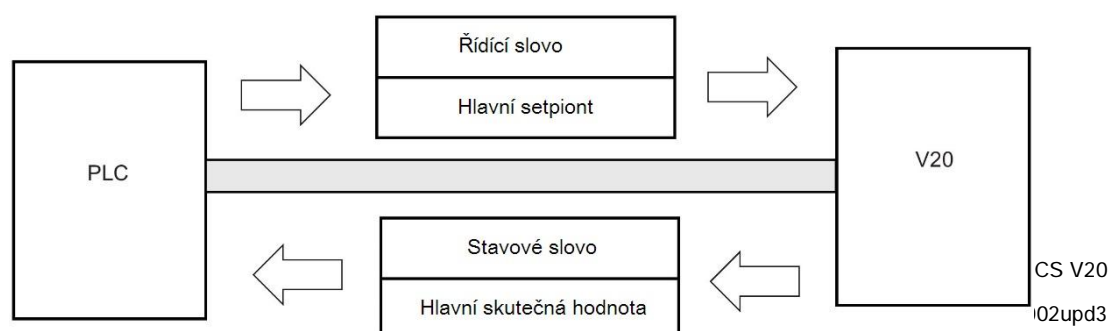 Řídící slovo
Hlavní setpiont
PLC
V20
Stavové slovo
Hlavní skutečná hodnota
CS V20
02upd3